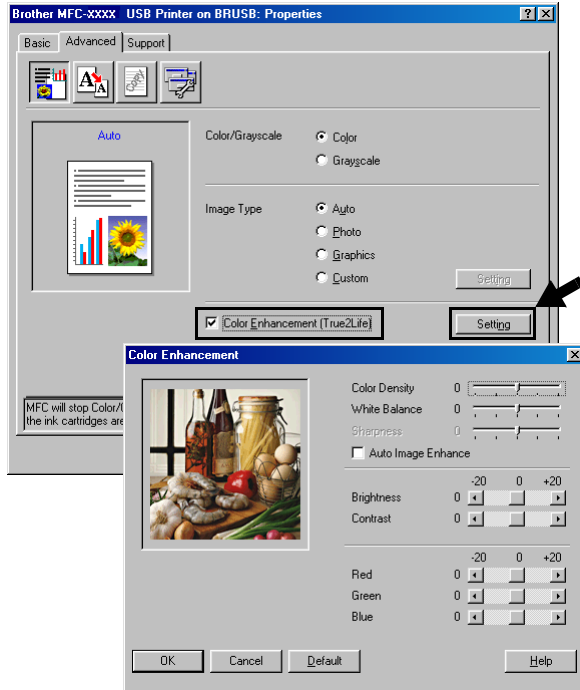 Brother MFC-XXXX USB Printer on BRUSB: Properties
Basic Advanced Support
Auto
Color/Grayscale
Color
Grayscale
Image Type
Auto
Photo
Graphics
Custom
Setting
Color Enhancement (True2Life)
Setting
MFC will stop Color/
the ink cartridges are
Color Enhancement
Color Density 0
White Balance 0
Sharpness 0
Auto Image Enhance
-20 0 +20
Brightness 0
Contrast 0
-20 0 +20
Red 0
Green 0
Blue 0
OK Cancel Default Help